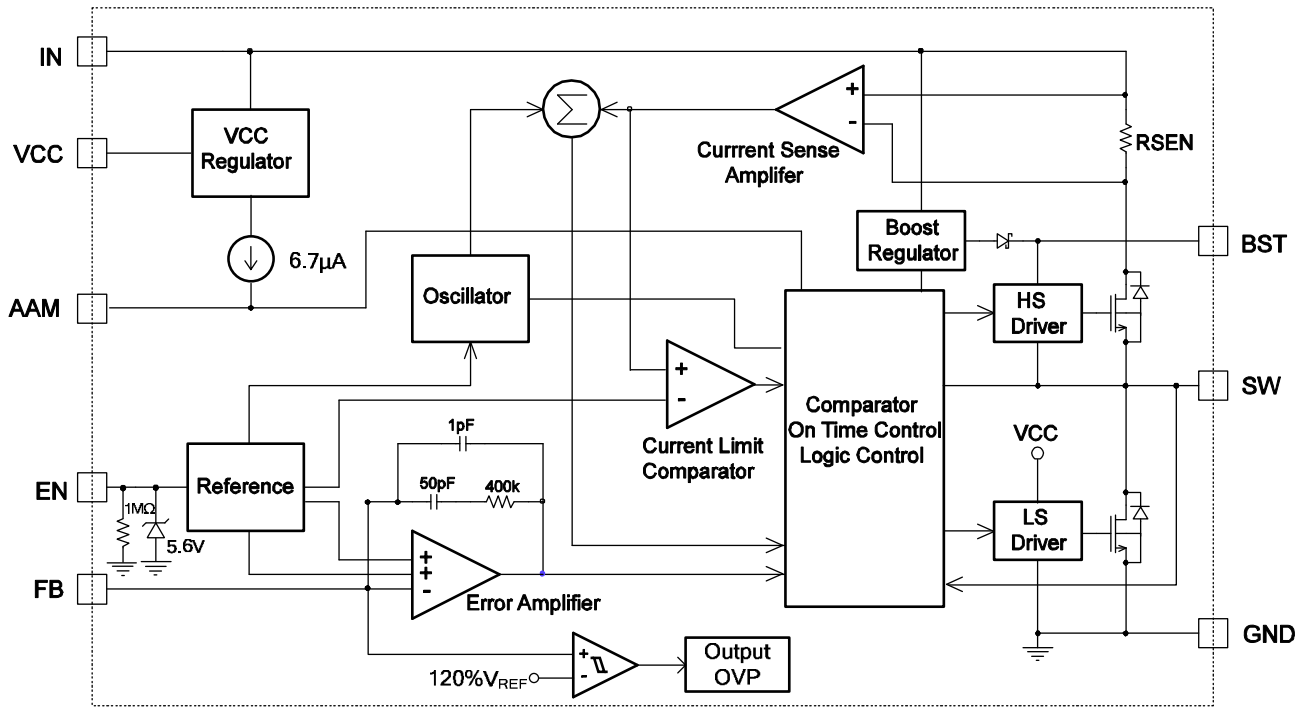 IN
VCC
Regulator
VCC
6.7µA
AAM
Σ
+
-
Currrent Sense
Amplifer
RSEN
Boost
Regulator
BST
Oscillator
HS
Driver
+
-
Current Limit
Comparator
Comparator
On Time Control
Logic Control
SW
VCC
LS
Driver
1pF
50pF
400k
EN
Reference
1MΩ
5.6V
FB
+
+
-
Error Amplifier
GND
+
-
120%VREF
Output
OVP